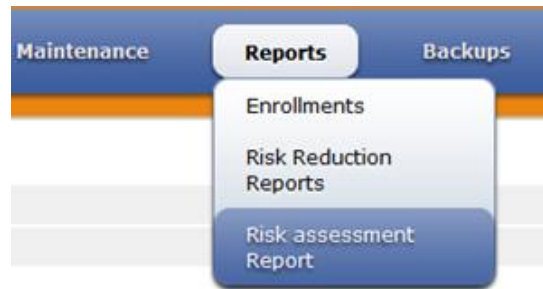 Maintenance Reports Backups
Enrollments
Risk Reduction
Reports
Risk assessment
Report